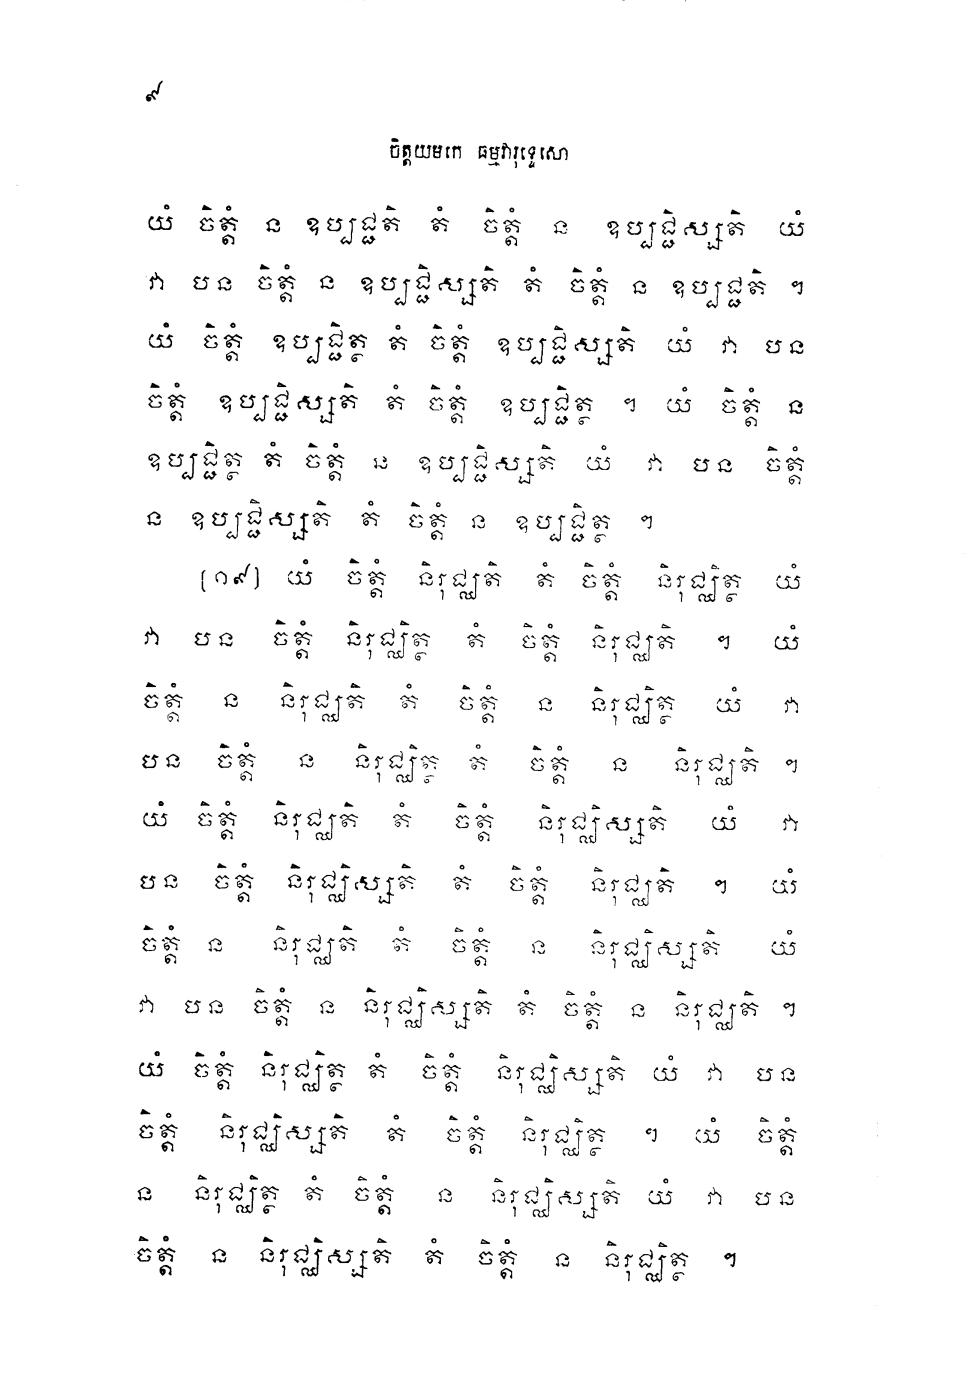 ៩
ចិត្តយមកេ ធម្មវារុទ្ទេសោ
យំ ចិត្តំ ន ឧប្បជ្ជតិ តំ ចិត្តំ ន ឧប្បជ្ជិស្សតិ យំ
វា បន ចិត្តំ ន ឧប្បជ្ជិស្សតិ តំ ចិត្តំ ន ឧប្បជ្ជតិ ។
យំ ចិត្តំ ឧប្បជ្ជិត្ថ តំ ចិត្តំ ឧប្បជ្ជិស្សតិ យំ វា បន
ចិត្តំ ឧប្បជ្ជិស្សតិ តំ ចិត្តំ ឧប្បជ្ជិត្ថ ។ យំ ចិត្តំ ន
ឧប្បជ្ជិត្ថ តំ ចិត្តំ ន ឧប្បជ្ជិស្សតិ យំ វា បន ចិត្តំ
ន ឧប្បជ្ជិស្សតិ តំ ចិត្តំ ន ឧប្បជ្ជិត្ថ ។
[១៩] យំ ចិត្តំ និរុជ្ឈតិ តំ ចិត្តំ និរុជ្ឈិត្ថ យំ
វា បន ចិត្តំ និរុជ្ឈិត្ថ តំ ចិត្តំ និរុជ្ឈតិ ។ យំ
ចិត្តំ ន និរុជ្ឈតិ តំ ចិត្តំ ន និរុជ្ឈិត្ថ យំ វា
បន ចិត្តំ ន និរុជ្ឈិត្ថ តំ ចិត្តំ ន និរុជ្ឈតិ ។
យំ ចិត្តំ និរុជ្ឈតិ តំ ចិត្តំ និរុជ្ឈិស្សតិ យំ វា
បន ចិត្តំ និរុជ្ឈិស្សតិ តំ ចិត្តំ និរុជ្ឈតិ ។ យំ
ចិត្តំ ន និរុជ្ឈតិ តំ ចិត្តំ ន និរុជ្ឈិស្សតិ យំ
វា បន ចិត្តំ ន និរុជ្ឈិស្សតិ តំ ចិត្តំ ន និរុជ្ឈតិ ។
យំ ចិត្តំ និរុជ្ឈិត្ថ តំ ចិត្តំ និរុជ្ឈិស្សតិ យំ វា បន
ចិត្តំ និរុជ្ឈិស្សតិ តំ ចិត្តំ និរុជ្ឈិត្ថ ។ យំ ចិត្តំ
ន និរុជ្ឈិត្ថ តំ ចិត្តំ ន និរុជ្ឈិស្សតិ យំ វា បន
ចិត្តំ ន និរុជ្ឈិស្សតិ តំ ចិត្តំ ន និរុជ្ឈិត្ថ ។